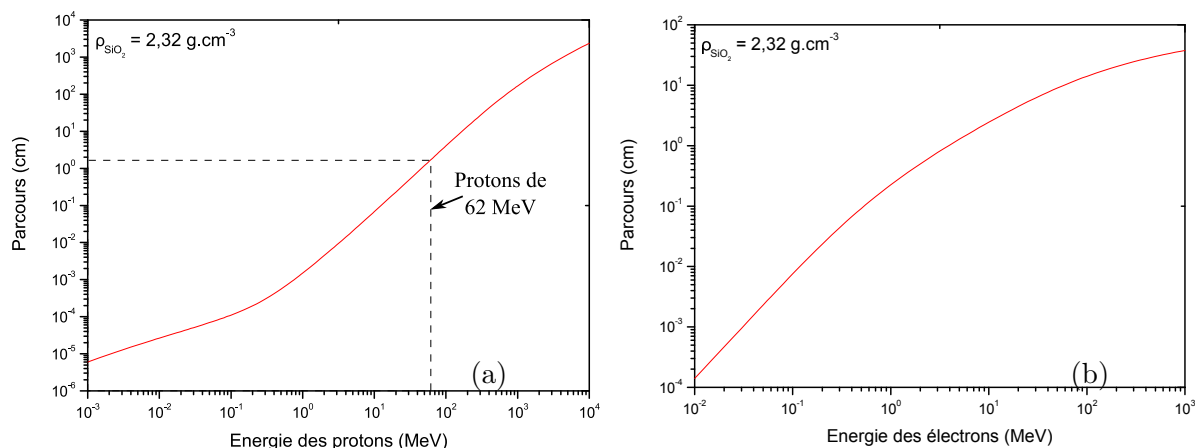 ρSiO₂ = 2,32 g.cm⁻³
10⁴
10³
10²
10¹
10⁰
10⁻¹
10⁻²
10⁻³
10⁻⁴
10⁻⁵
10⁻⁶
Parcours (cm)
Protons de
62 MeV
(a)
10⁻³ 10⁻² 10⁻¹ 10⁰ 10¹ 10² 10³ 10⁴
Energie des protons (MeV)
ρSiO₂ = 2,32 g.cm⁻³
10²
10¹
10⁰
10⁻¹
10⁻²
10⁻³
10⁻⁴
Parcours (cm)
(b)
10⁻² 10⁻¹ 10⁰ 10¹ 10² 10³
Energie des électrons (MeV)